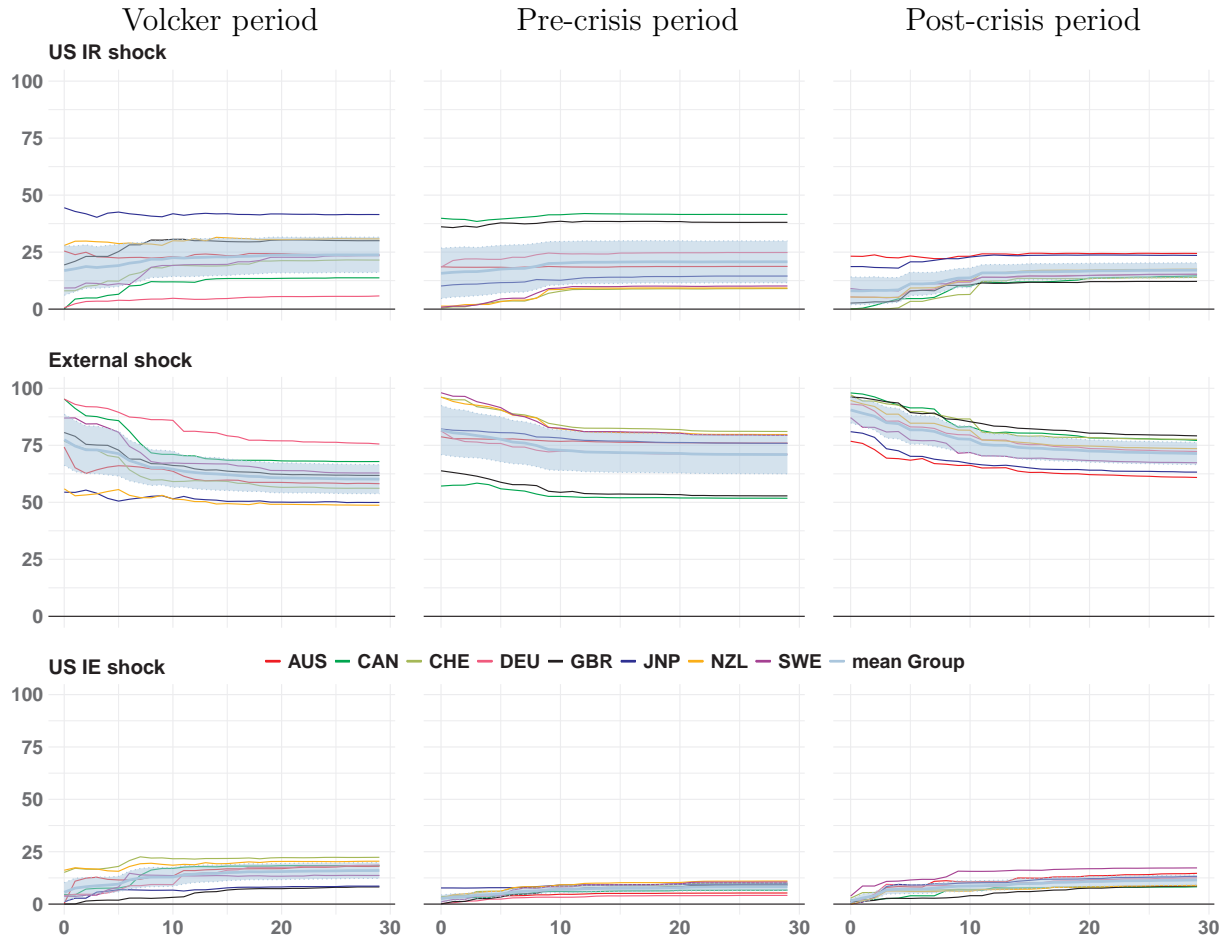 Volcker period Pre-crisis period Post-crisis period
US IR shock
100
75
50
25
0
External shock
100
75
50
25
0
US IE shock
AUS CAN CHE DEU GBR JNP NZL SWE mean Group
100
75
50
25
0
0 10 20 30 0 10 20 30 0 10 20 30